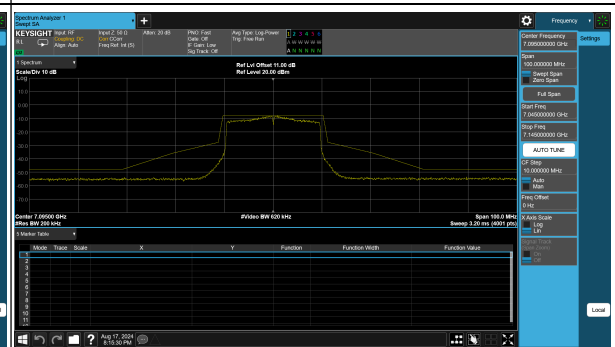 Spectrum Analyzer 1
Swept SA
Frequency
KEYSIGHT Input: RF
R L
Coupling: DC
Align: Auto
Input Z: 50 Ω
Corr CCorr
Freq Ref: Int (S)
Atten: 20 dB
PNO: Fast
Gate: Off
IF Gain: Low
Sig Track: Off
Avg Type: Log-Power
Trig: Free Run
1 2 3 4 5 6
A W W W W W
A N N N N N
Center Frequency
7.095000000 GHz
Settings
Span
100.000000 MHz
Swept Span
Zero Span
Full Span
Start Freq
7.045000000 GHz
Stop Freq
7.145000000 GHz
AUTO TUNE
CF Step
10.000000 MHz
Auto
Man
Freq Offset
0 Hz
X Axis Scale
Log
Lin
Signal Track
(Span Zoom)
On
Off
Local
1 Spectrum
Scale/Div 10 dB
Log
Ref Lvl Offset 11.00 dB
Ref Level 20.00 dBm
10.0
0.00
-10.0
-20.0
-30.0
-40.0
-50.0
-60.0
-70.0
Center 7.09500 GHz
#Res BW 200 kHz
#Video BW 620 kHz
Span 100.0 MHz
Sweep 3.20 ms (4001 pts)
5 Marker Table
Mode Trace Scale X Y Function Function Width Function Value
1
2
3
4
5
6
7
8
9
10
11
?
Aug 17, 2024
8:15:30 PM